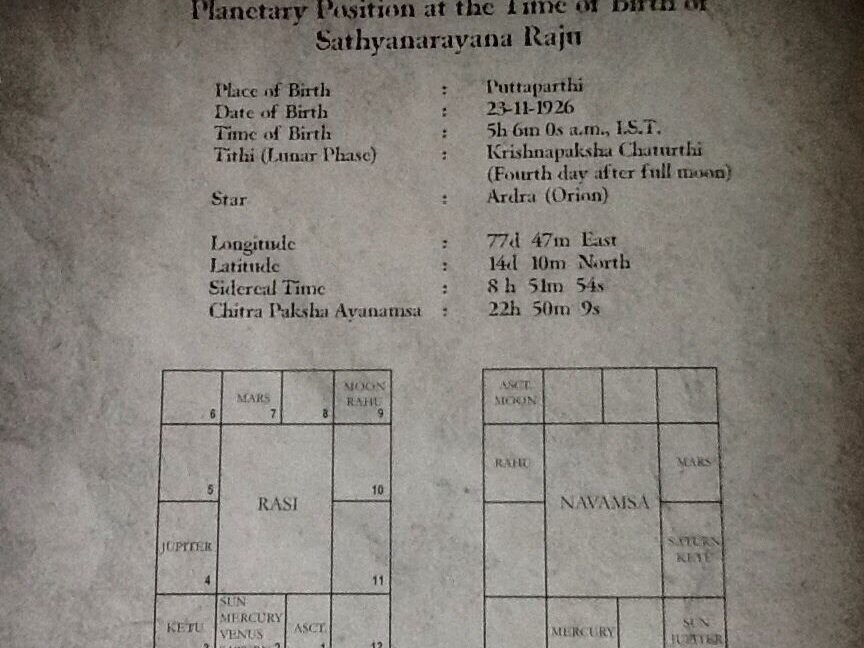 Planetary Position at the Time of Birth of
Sathyanarayana Raju
Place of Birth : Puttaparthi
Date of Birth : 23-11-1926
Time of Birth : 5h 6m 0s a.m., I.S.T.
Tithi (Lunar Phase) : Krishnapaksha Chaturthi
(Fourth day after full moon)
Star : Ardra (Orion)
Longitude : 77d 47m East
Latitude : 14d 10m North
Sidereal Time : 8 h 51m 54s
Chitra Paksha Ayanamsa : 22h 50m 9s
6
MARS
7
8
MOON
RAHU
9
5
RASI
10
JUPITER
4
11
KETU
SUN
MERCURY
VENUS
ASCT.
12
ASCT.
MOON
RAHU
NAVAMSA
MARS
SATURN
KETU
MERCURY
SUN
JUPITER